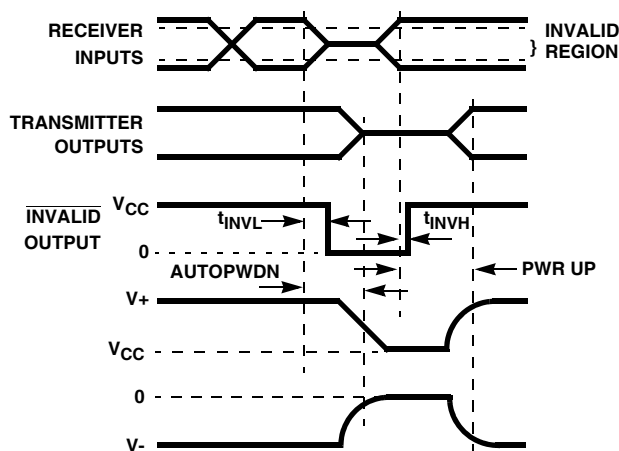 RECEIVER
INPUTS
} INVALID
REGION
TRANSMITTER
OUTPUTS
INVALID
OUTPUT
VCC
0
tINVL
tINVH
AUTOPWDN
PWR UP
V+
VCC
0
V-